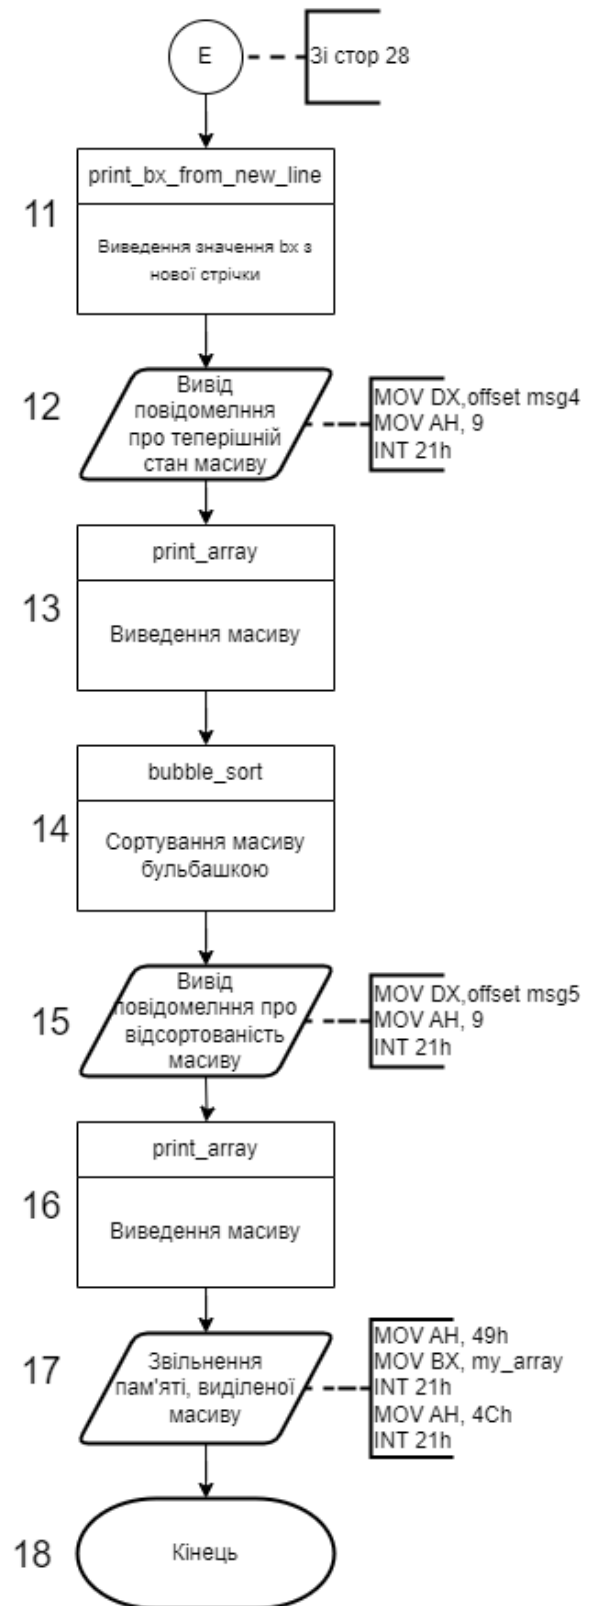 E
Зі стор 28
11
print_bx_from_new_line
Виведення значення bx з
нової стрічки
12
Вивід
повідомелння
про теперішній
стан масиву
MOV DX,offset msg4
MOV AH, 9
INT 21h
13
print_array
Виведення масиву
14
bubble_sort
Сортування масиву
бульбашкою
15
Вивід
повідомелння про
відсортованість
масиву
MOV DX,offset msg5
MOV AH, 9
INT 21h
16
print_array
Виведення масиву
17
Звільнення
пам'яті, виділеної
масиву
MOV AH, 49h
MOV BX, my_array
INT 21h
MOV AH, 4Ch
INT 21h
18
Кінець